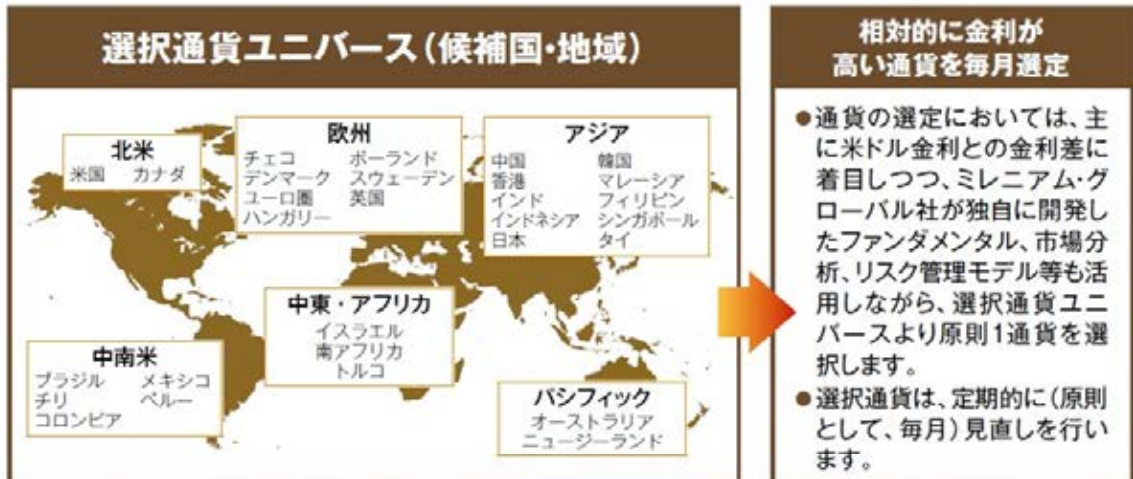 選択通貨ユニバース(候補国・地域)
北米
米国 カナダ
欧州
チェコ ポーランド
デンマーク スウェーデン
ユーロ圏 英国
ハンガリー
アジア
中国 韓国
香港 マレーシア
インド フィリピン
インドネシア シンガポール
日本 タイ
中東・アフリカ
イスラエル
南アフリカ
トルコ
中南米
ブラジル メキシコ
チリ ペルー
コロンビア
パシフィック
オーストラリア
ニュージーランド
相対的に金利が
高い通貨を毎月選定
●通貨の選定においては、主
に米ドル金利との金利差に
着目しつつ、ミレニアム・グ
ローバル社が独自に開発し
たファンダメンタル、市場分
析、リスク管理モデル等も活
用しながら、選択通貨ユニ
バースより原則1通貨を選
択します。
●選択通貨は、定期的に(原則
として、毎月)見直しを行い
ます。